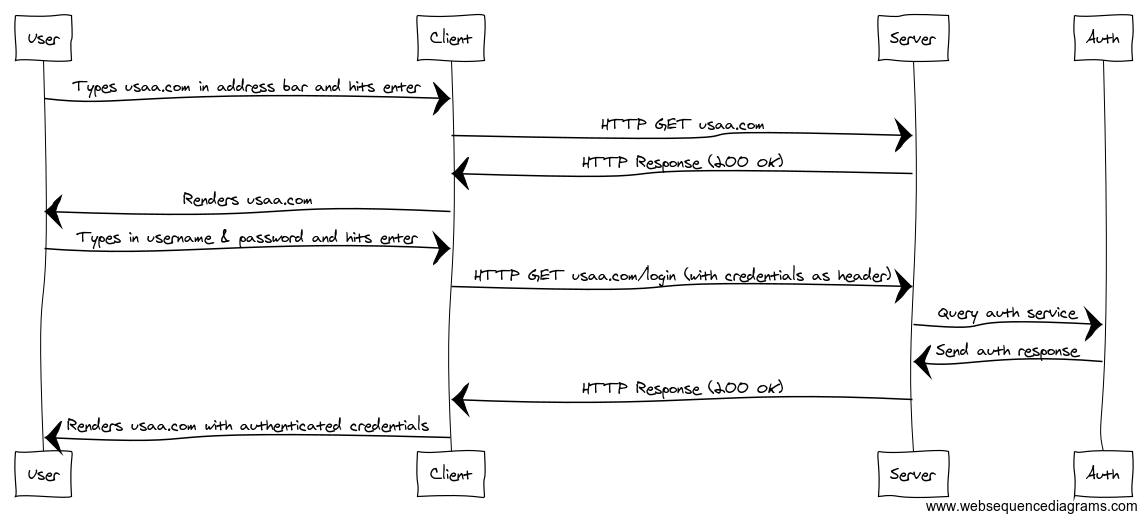 User
Client
Server
Auth
Types usaa.com in address bar and hits enter
HTTP GET usaa.com
HTTP Response (200 OK)
Renders usaa.com
Types in username & password and hits enter
HTTP GET usaa.com/login (with credentials as header)
Query auth service
Send auth response
HTTP Response (200 OK)
Renders usaa.com with authenticated credentials
User
Client
Server
Auth
www.websequencediagrams.com